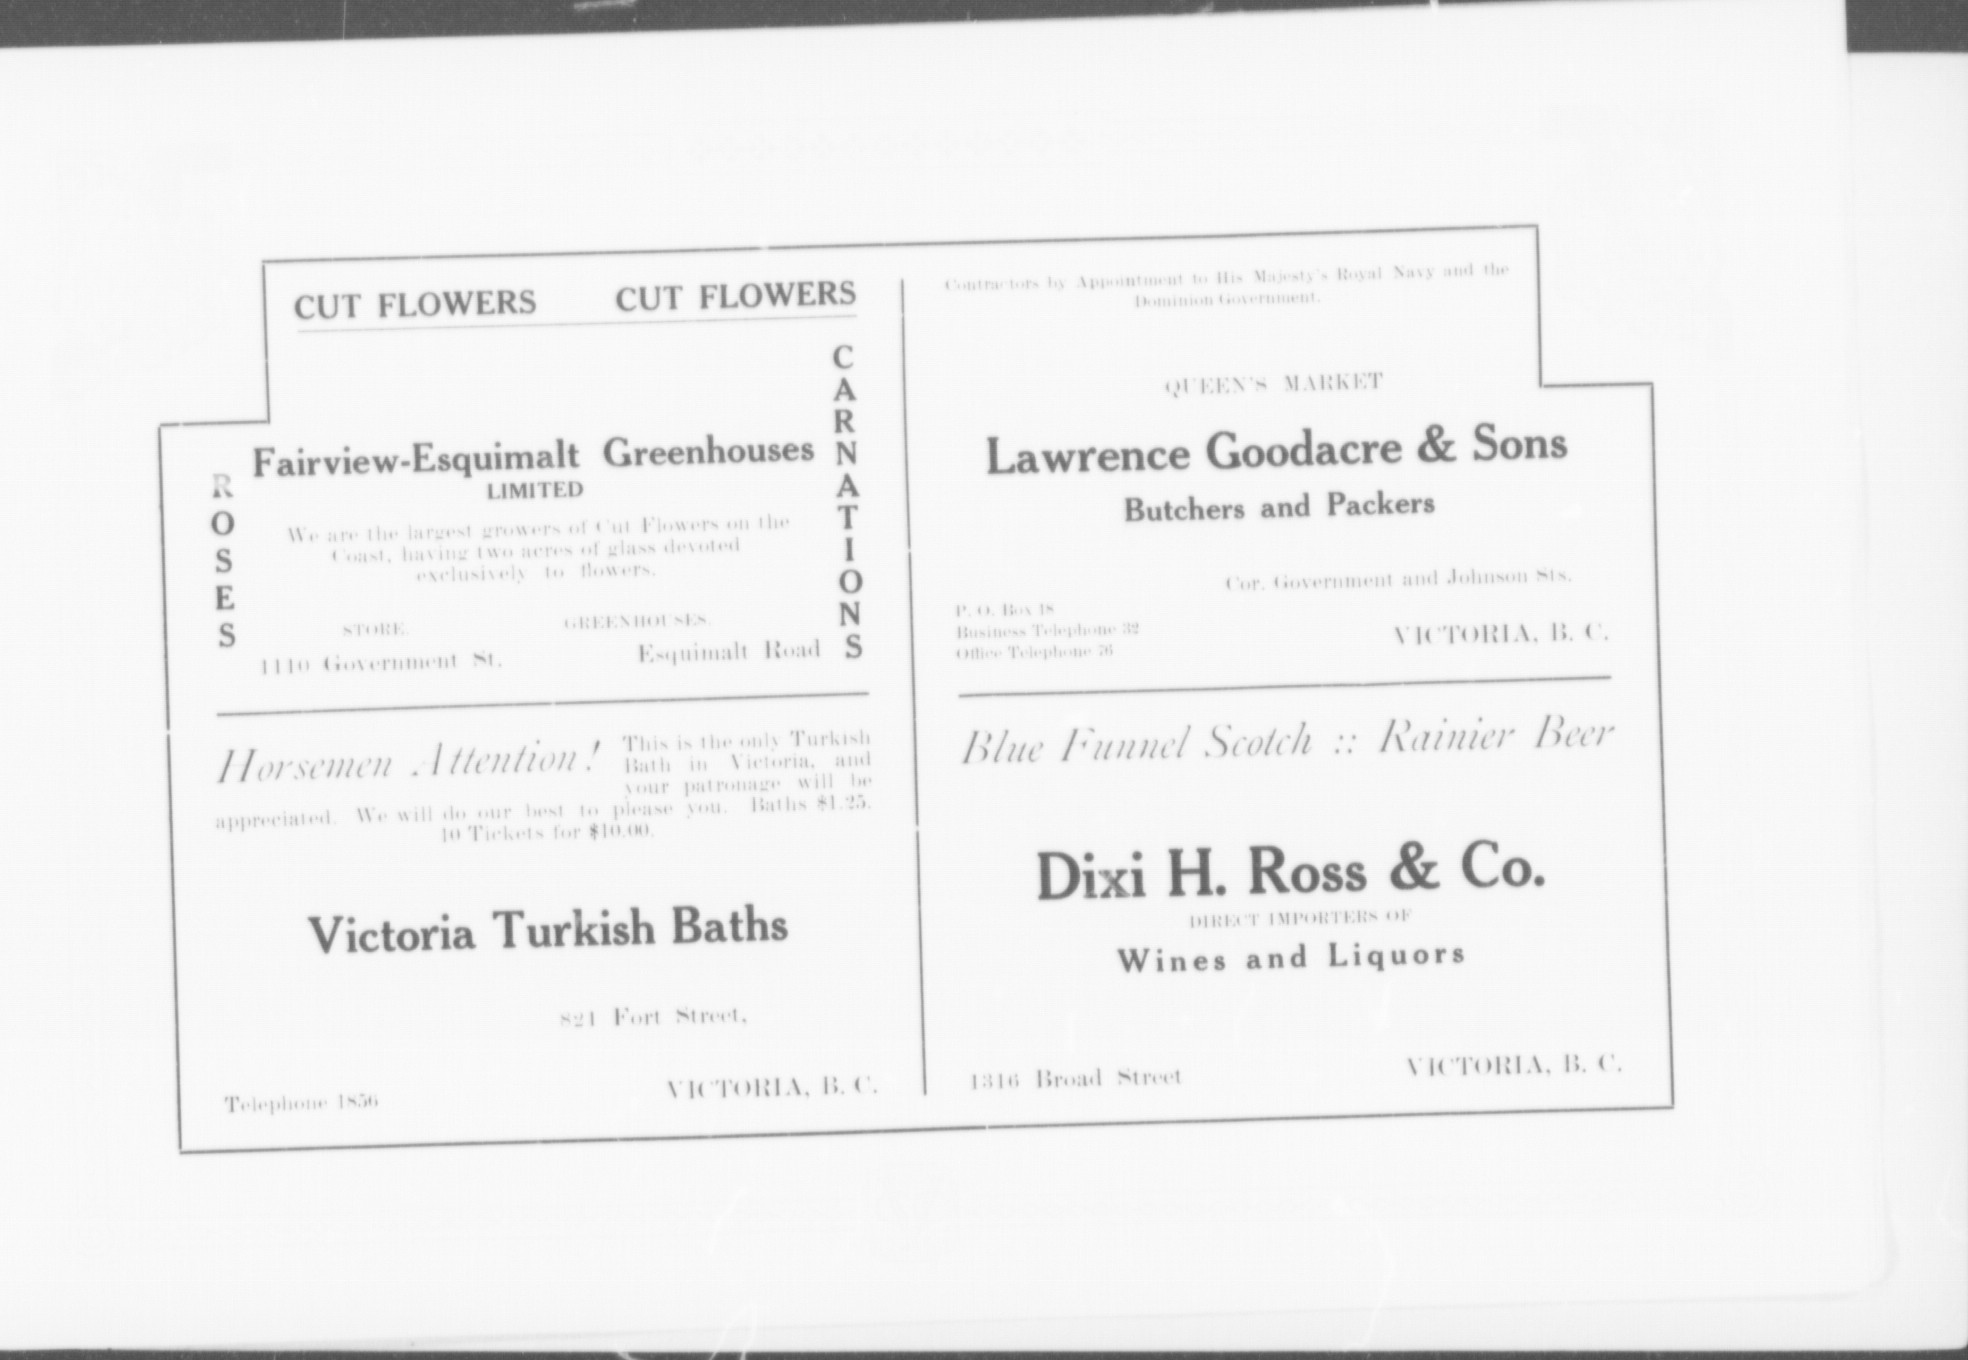 CUT FLOWERS CUT FLOWERS
ROSES
CARNATIONS
Fairview-Esquimalt Greenhouses
LIMITED
We are the largest growers of Cut Flowers on the
Coast, having two acres of glass devoted
exclusively to flowers.
STORE. GREENHOUSES.
1110 Government St. Esquimalt Road
Horsemen Attention! This is the only Turkish
Bath in Victoria, and
your patronage will be
appreciated. We will do our best to please you. Baths $1.25.
10 Tickets for $10.00.
Victoria Turkish Baths
821 Fort Street,
VICTORIA, B. C.
Telephone 1856
Contractors by Appointment to His Majesty's Royal Navy and the
Dominion Government.
QUEEN'S MARKET
Lawrence Goodacre & Sons
Butchers and Packers
Cor. Government and Johnson Sts.
P. O. Box 18
Business Telephone 32
Office Telephone 76
VICTORIA, B. C.
Blue Funnel Scotch :: Rainier Beer
Dixi H. Ross & Co.
DIRECT IMPORTERS OF
Wines and Liquors
1316 Broad Street VICTORIA, B. C.